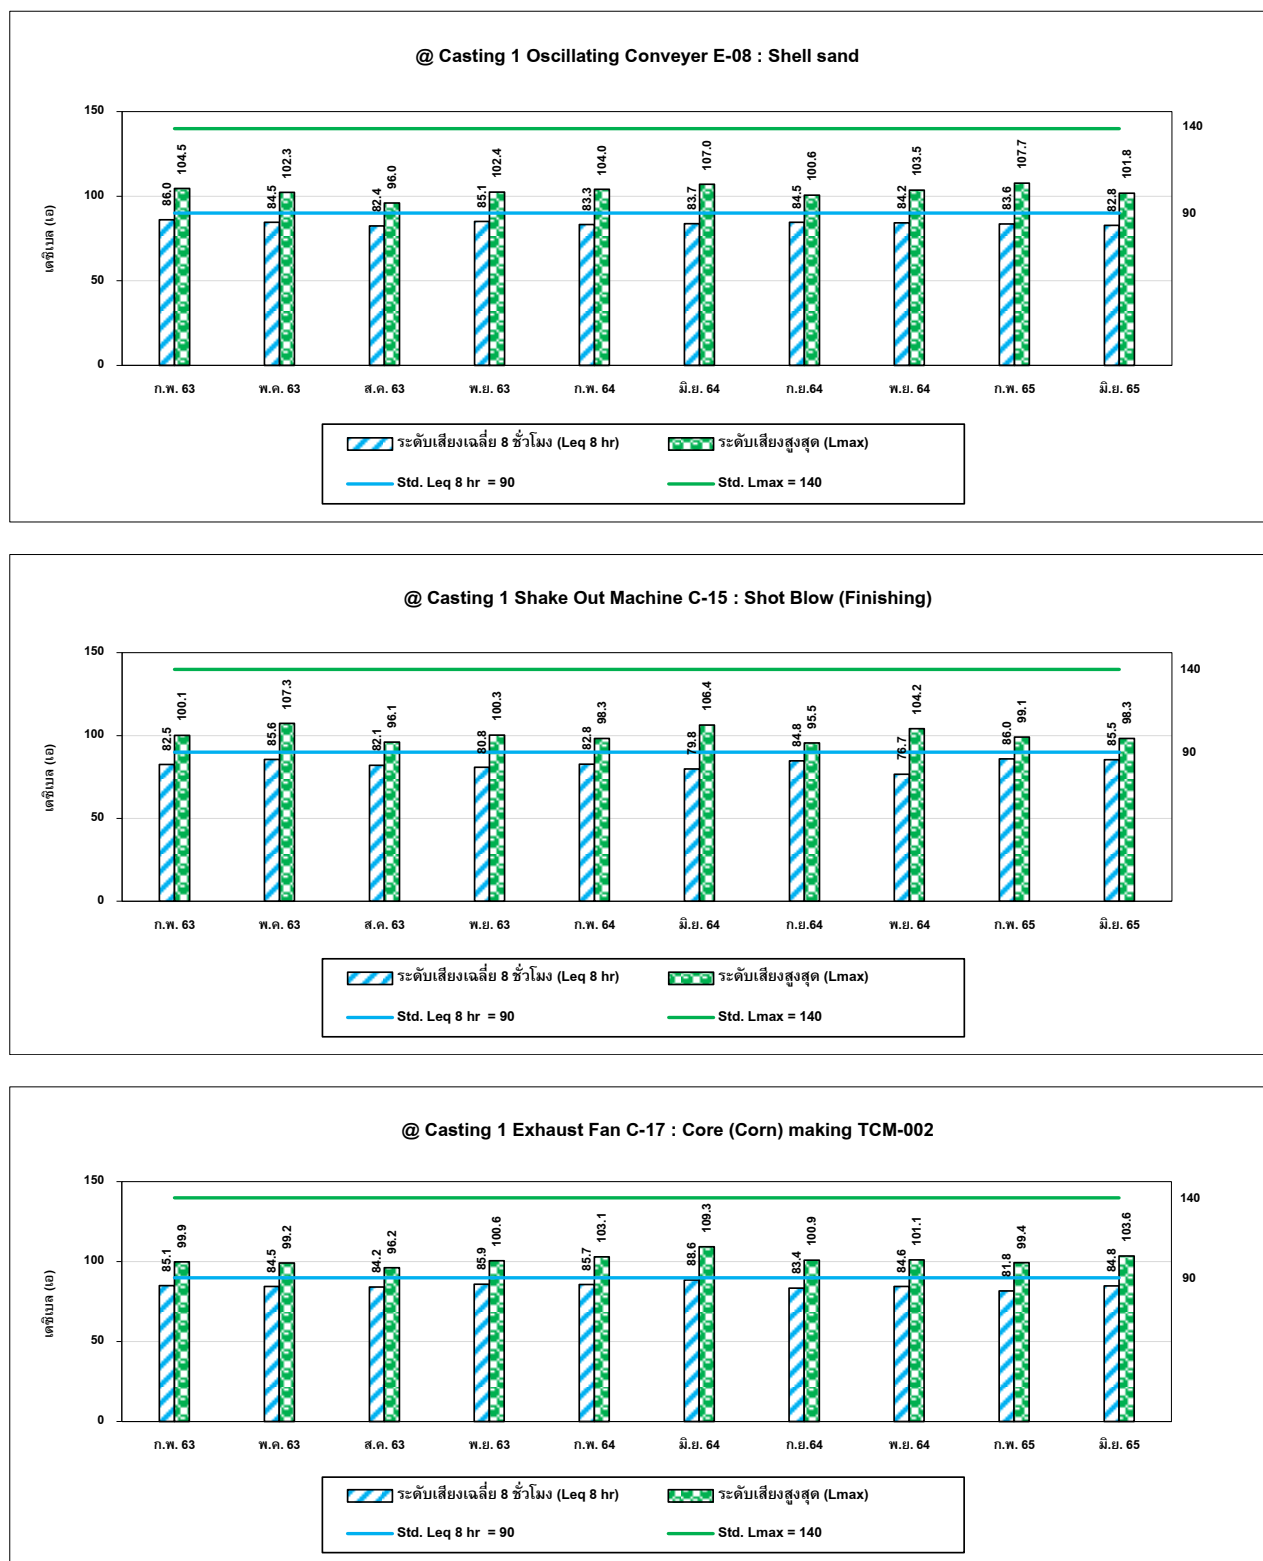 @ Casting 1 Oscillating Conveyer E-08 : Shell sand
150
100
50
0
เดซิเบล (เอ)
140
90
86.0 104.5 84.5 102.3 82.4 96.0 85.1 102.4 83.3 104.0 83.7 107.0 84.5 100.6 84.2 103.5 83.6 107.7 82.8 101.8
ก.พ. 63 พ.ค. 63 ส.ค. 63 พ.ย. 63 ก.พ. 64 มิ.ย. 64 ก.ย.64 พ.ย. 64 ก.พ. 65 มิ.ย. 65
ระดับเสียงเฉลี่ย 8 ชั่วโมง (Leq 8 hr) ระดับเสียงสูงสุด (Lmax)
Std. Leq 8 hr = 90 Std. Lmax = 140
@ Casting 1 Shake Out Machine C-15 : Shot Blow (Finishing)
150
100
50
0
เดซิเบล (เอ)
140
90
82.5 100.1 85.6 107.3 82.1 96.1 80.8 100.3 82.8 98.3 79.8 106.4 84.8 95.5 76.7 104.2 86.0 99.1 85.5 98.3
ก.พ. 63 พ.ค. 63 ส.ค. 63 พ.ย. 63 ก.พ. 64 มิ.ย. 64 ก.ย.64 พ.ย. 64 ก.พ. 65 มิ.ย. 65
ระดับเสียงเฉลี่ย 8 ชั่วโมง (Leq 8 hr) ระดับเสียงสูงสุด (Lmax)
Std. Leq 8 hr = 90 Std. Lmax = 140
@ Casting 1 Exhaust Fan C-17 : Core (Corn) making TCM-002
150
100
50
0
เดซิเบล (เอ)
140
90
85.1 99.9 84.5 99.2 84.2 96.2 85.9 100.6 85.7 103.1 88.6 109.3 83.4 100.9 84.6 101.1 81.8 99.4 84.8 103.6
ก.พ. 63 พ.ค. 63 ส.ค. 63 พ.ย. 63 ก.พ. 64 มิ.ย. 64 ก.ย.64 พ.ย. 64 ก.พ. 65 มิ.ย. 65
ระดับเสียงเฉลี่ย 8 ชั่วโมง (Leq 8 hr) ระดับเสียงสูงสุด (Lmax)
Std. Leq 8 hr = 90 Std. Lmax = 140